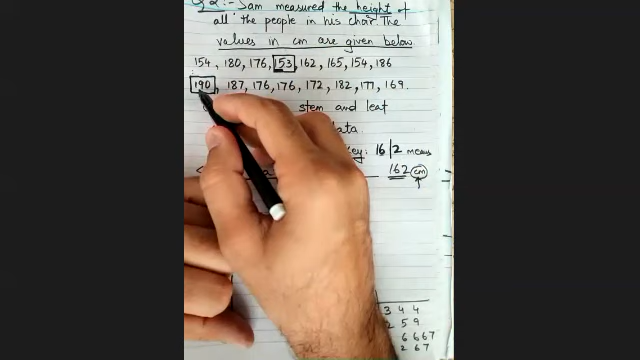 Q 2:- Sam measured the height of
all the people in his choir. The
values in cm are given below
154, 180, 176, 153, 162, 165, 154, 186
190, 187, 176, 176, 172, 182, 177, 169.
stem and leaf
data.
key: 16|2 means
162 cm
3 4 4
2 5 9
6 6 6 7
2 6 7